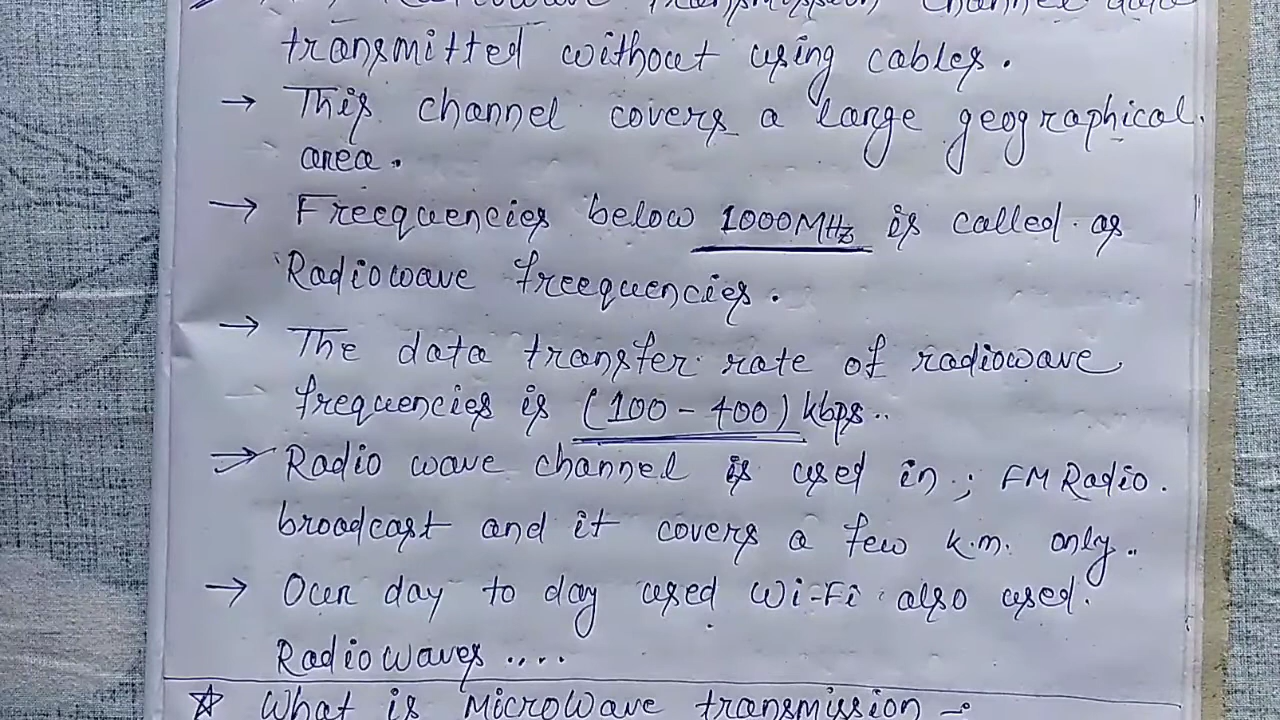 transmission channel data
transmitted without using cables.
→ This channel covers a large geographical.
area.
→ Freequencies below 1000MHz is called as
Radiowave freequencies.
→ The data transfer rate of radiowave
frequencies is (100 - 400) kbps..
→ Radio wave channel is used in ; FM Radio.
broadcast and it covers a few k.m. only..
→ Our day to day used Wi-Fi also used.
Radiowaves ....
☆ What is Microwave transmission →